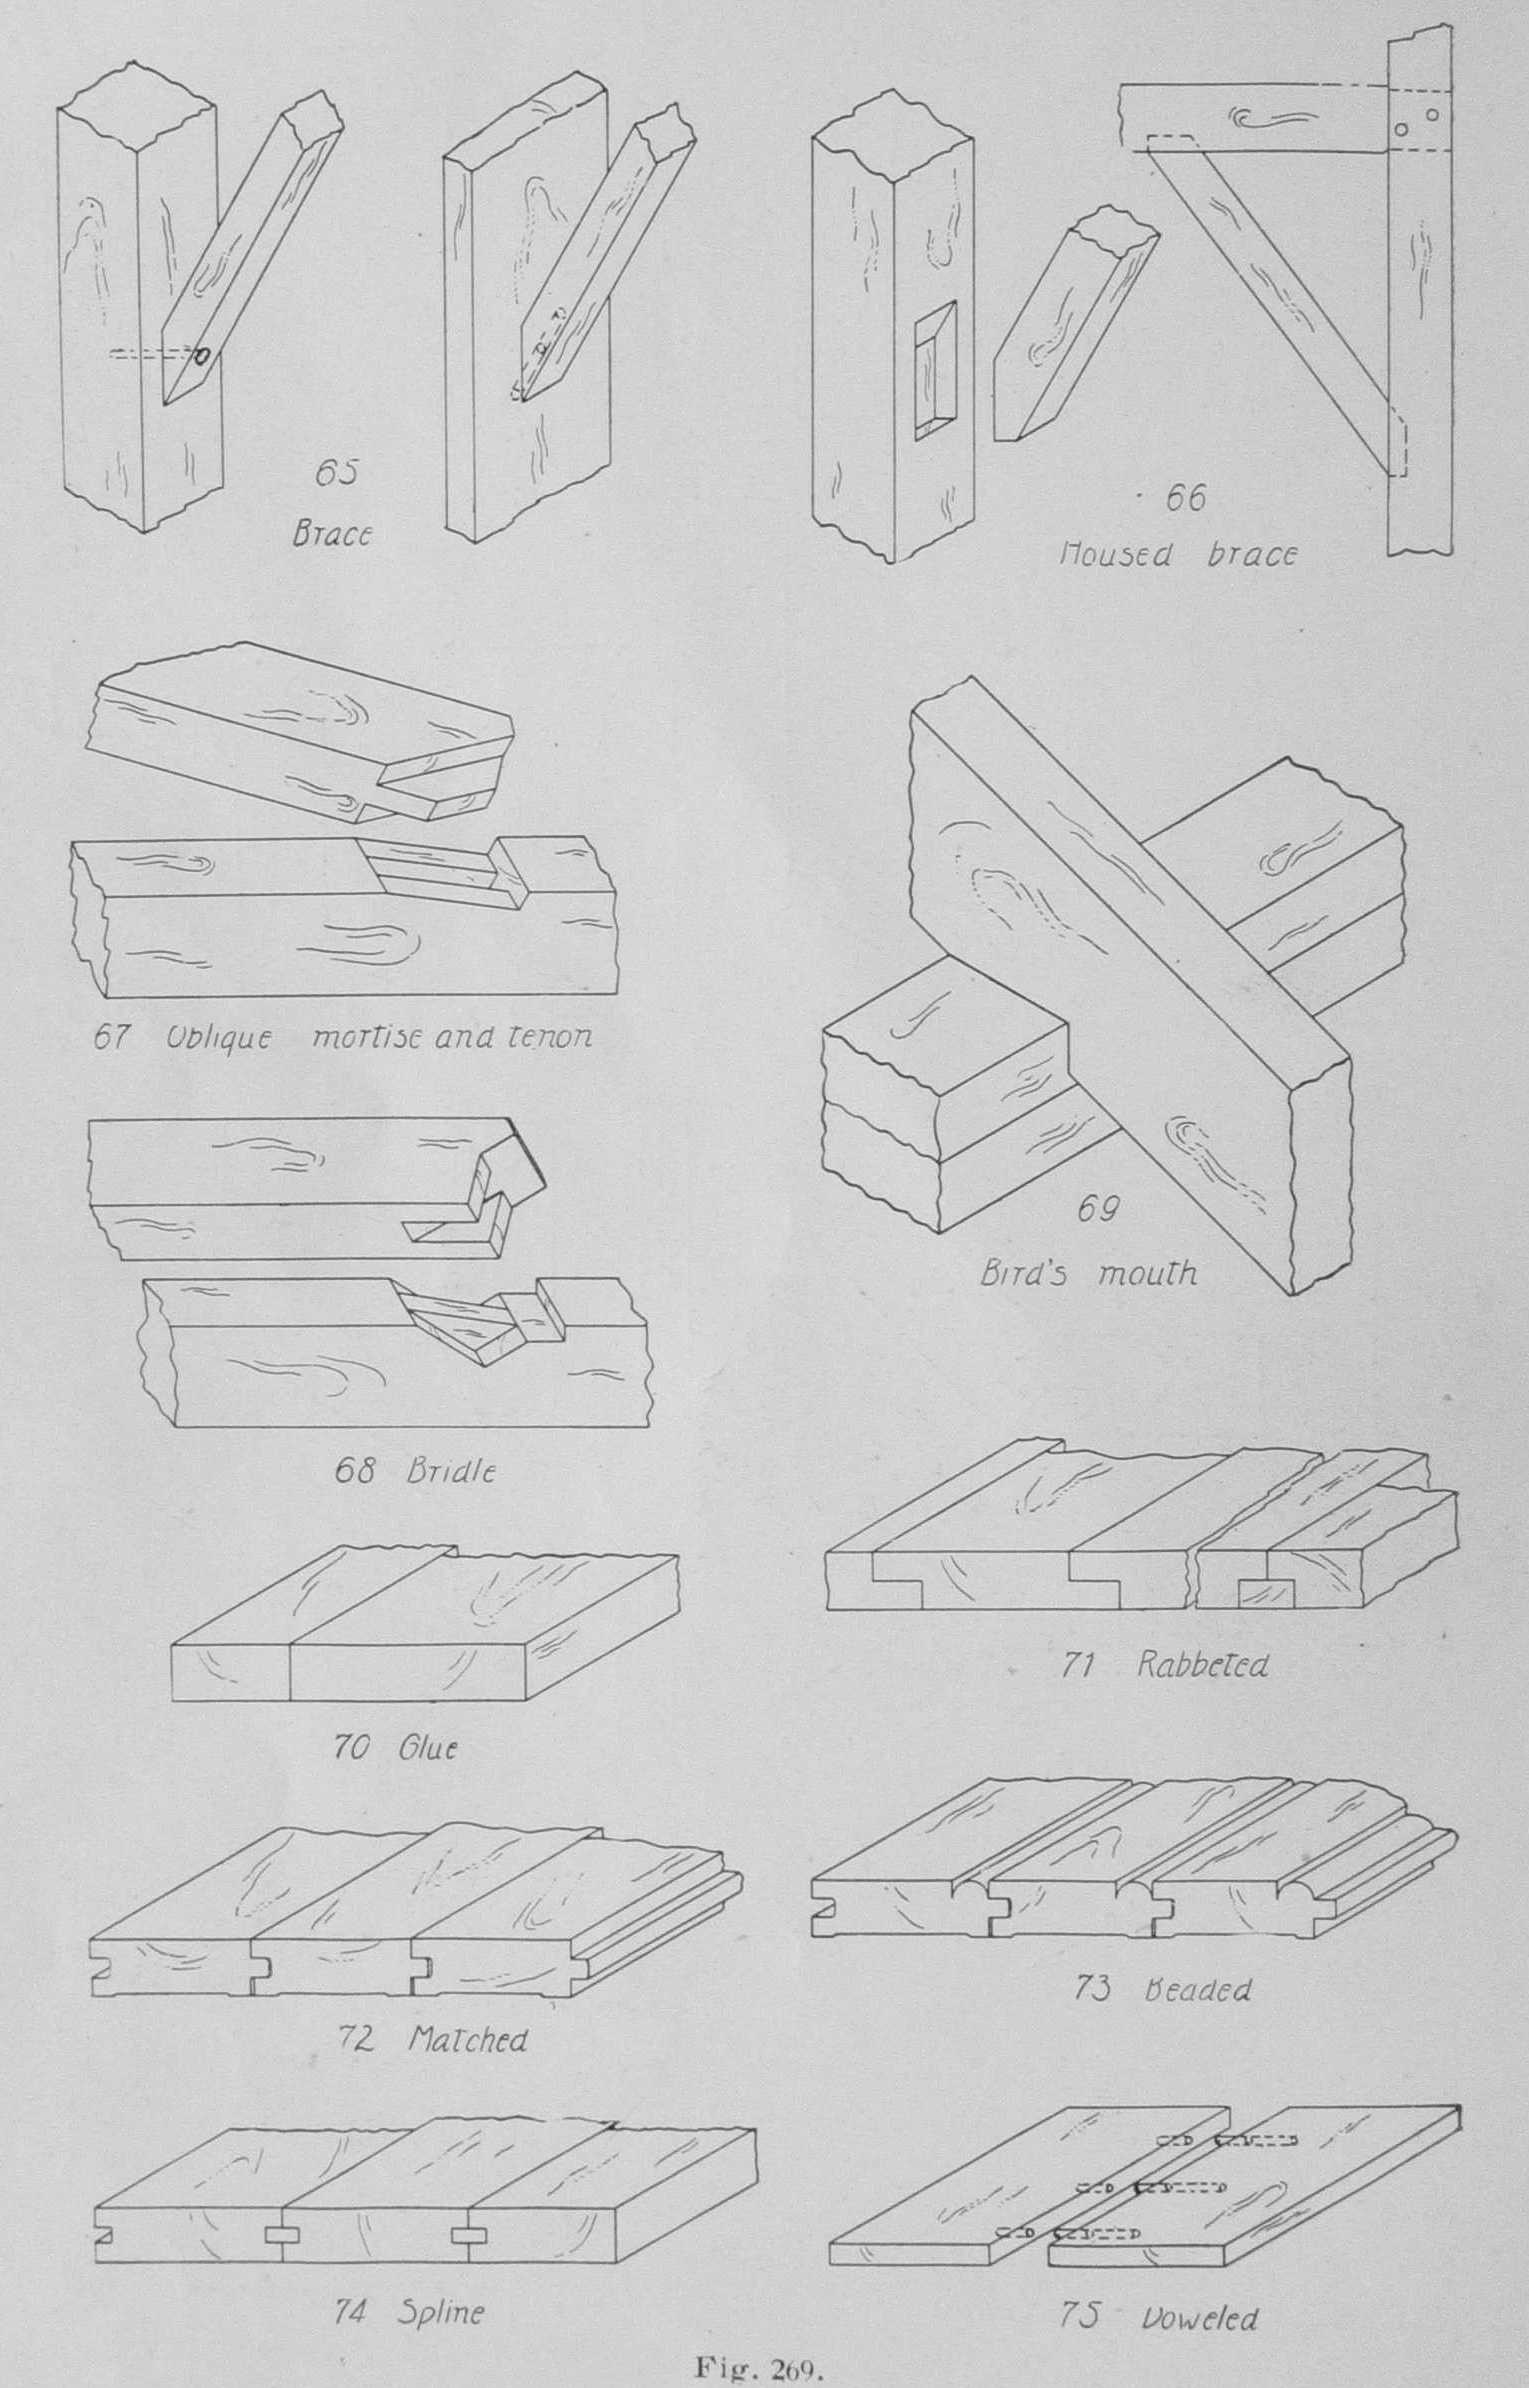 65
Brace
66
Housed brace
67 Oblique mortise and tenon
68 Bridle
69
Bird's mouth
70 Glue
71 Rabbeted
72 Matched
73 Beaded
74 Spline
75 Doweled
Fig. 269.